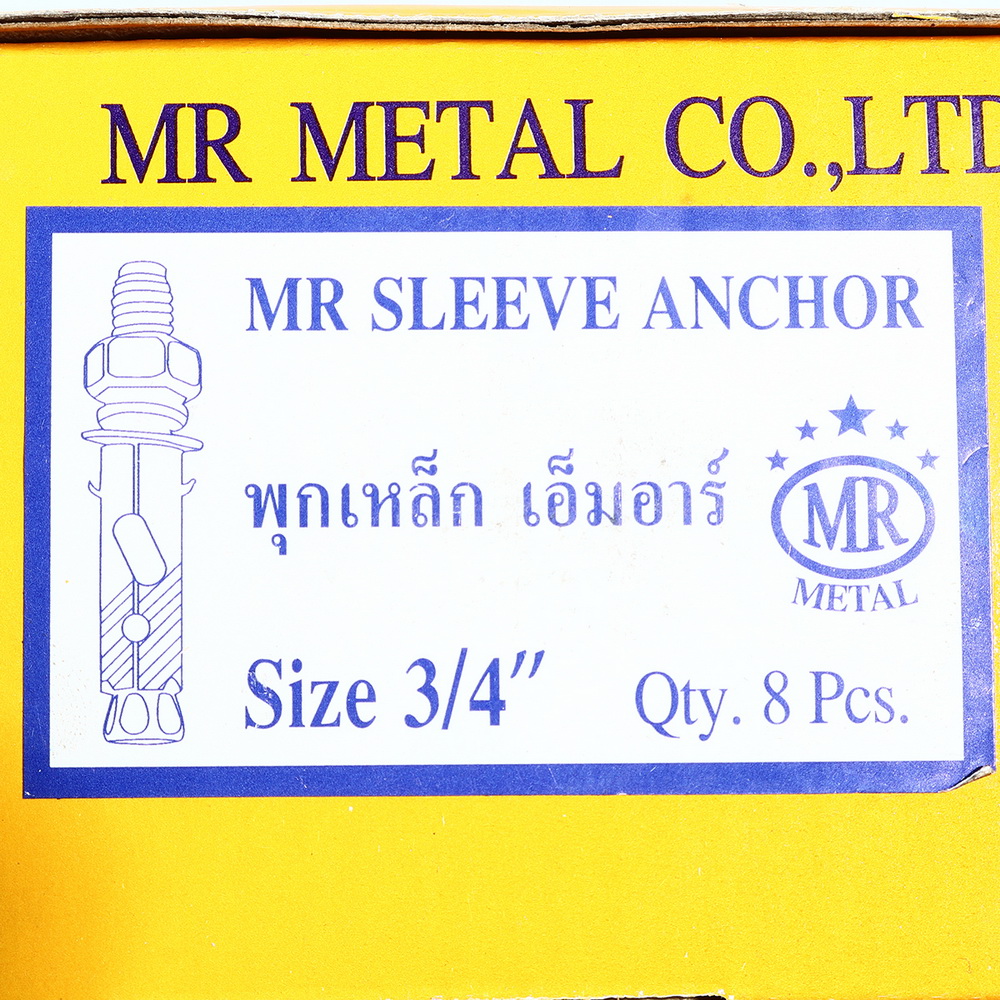 MR METAL CO.,LTD
MR SLEEVE ANCHOR
พุกเหล็ก เอ็มอาร์
MR
METAL
Size 3/4" Qty. 8 Pcs.